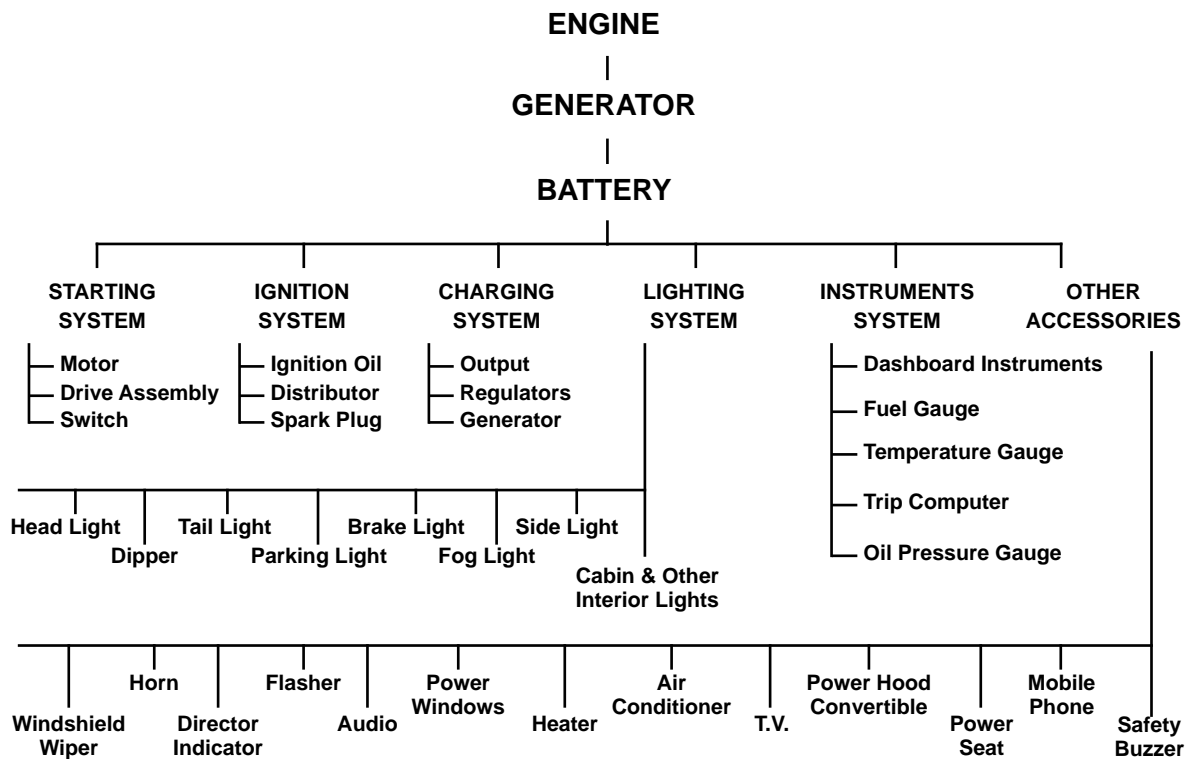 ENGINE
GENERATOR
BATTERY
STARTING
SYSTEM
IGNITION
SYSTEM
CHARGING
SYSTEM
LIGHTING
SYSTEM
INSTRUMENTS
SYSTEM
OTHER
ACCESSORIES
Motor
Drive Assembly
Switch
Ignition Oil
Distributor
Spark Plug
Output
Regulators
Generator
Dashboard Instruments
Fuel Gauge
Temperature Gauge
Trip Computer
Oil Pressure Gauge
Head Light
Dipper
Tail Light
Parking Light
Brake Light
Fog Light
Side Light
Cabin & Other
Interior Lights
Windshield
Wiper
Horn
Director
Indicator
Flasher
Audio
Power
Windows
Heater
Air
Conditioner
T.V.
Power Hood
Convertible
Power
Seat
Mobile
Phone
Safety
Buzzer